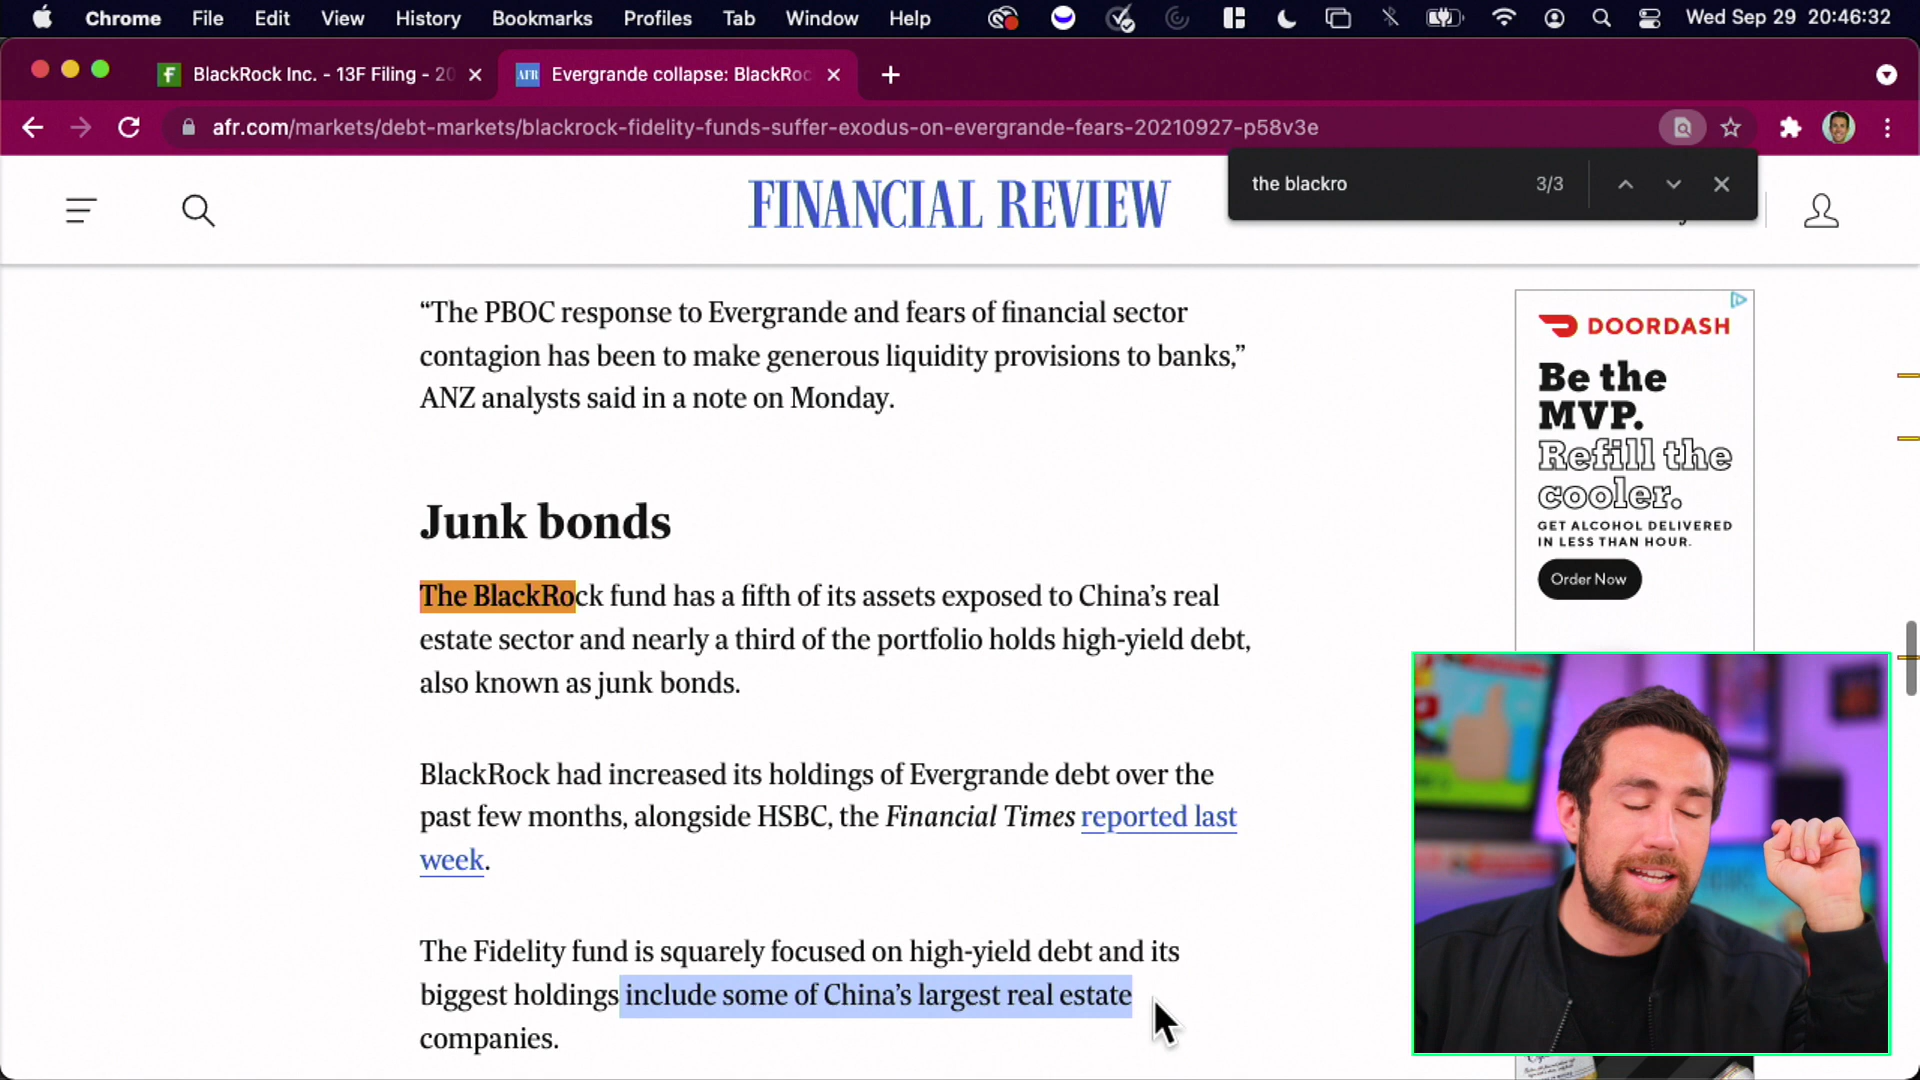 Chrome File Edit View History Bookmarks Profiles Tab Window Help Wed Sep 29 20:46:32
BlackRock Inc. - 13F Filing - 20
AFR Evergrande collapse: BlackRoc
afr.com/markets/debt-markets/blackrock-fidelity-funds-suffer-exodus-on-evergrande-fears-20210927-p58v3e
the blackro 3/3
FINANCIAL REVIEW
“The PBOC response to Evergrande and fears of financial sector
contagion has been to make generous liquidity provisions to banks,”
ANZ analysts said in a note on Monday.
Junk bonds
The BlackRock fund has a fifth of its assets exposed to China’s real
estate sector and nearly a third of the portfolio holds high-yield debt,
also known as junk bonds.
BlackRock had increased its holdings of Evergrande debt over the
past few months, alongside HSBC, the Financial Times reported last
week.
The Fidelity fund is squarely focused on high-yield debt and its
biggest holdings include some of China’s largest real estate
companies.
DOORDASH
Be the
MVP.
Refill the
cooler.
GET ALCOHOL DELIVERED
IN LESS THAN HOUR.
Order Now